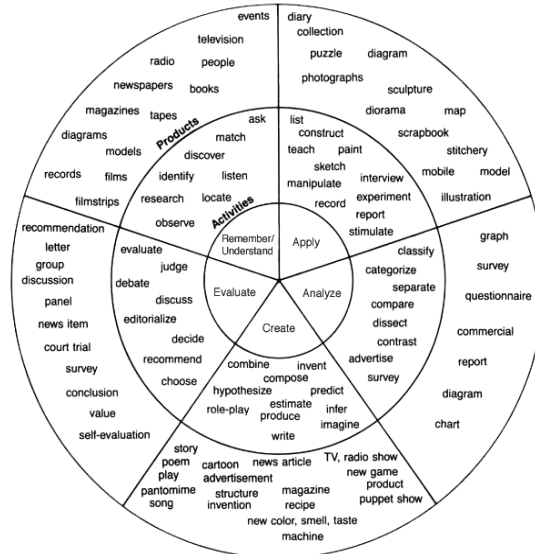 events
television
radio
people
newspapers
books
magazines
tapes
diagrams
models
records
films
filmstrips
diary
collection
puzzle
diagram
photographs
sculpture
diorama
map
scrapbook
stitchery
mobile
model
illustration
Products
ask
match
discover
identify
listen
research
locate
observe
list
construct
teach
paint
sketch
manipulate
interview
experiment
record
report
stimulate
Activities
Remember/
Understand
Apply
Evaluate
Analyze
Create
recommendation
letter
group
discussion
panel
news item
court trial
survey
conclusion
value
self-evaluation
evaluate
judge
debate
discuss
editorialize
decide
recommend
choose
classify
categorize
separate
compare
dissect
contrast
advertise
survey
graph
survey
questionnaire
commercial
report
diagram
chart
combine
invent
compose
hypothesize
predict
estimate
role-play
produce
infer
imagine
write
story
poem
play
pantomime
song
cartoon
news article
advertisement
structure
invention
magazine
recipe
TV, radio show
new game
product
puppet show
new color, smell, taste
machine